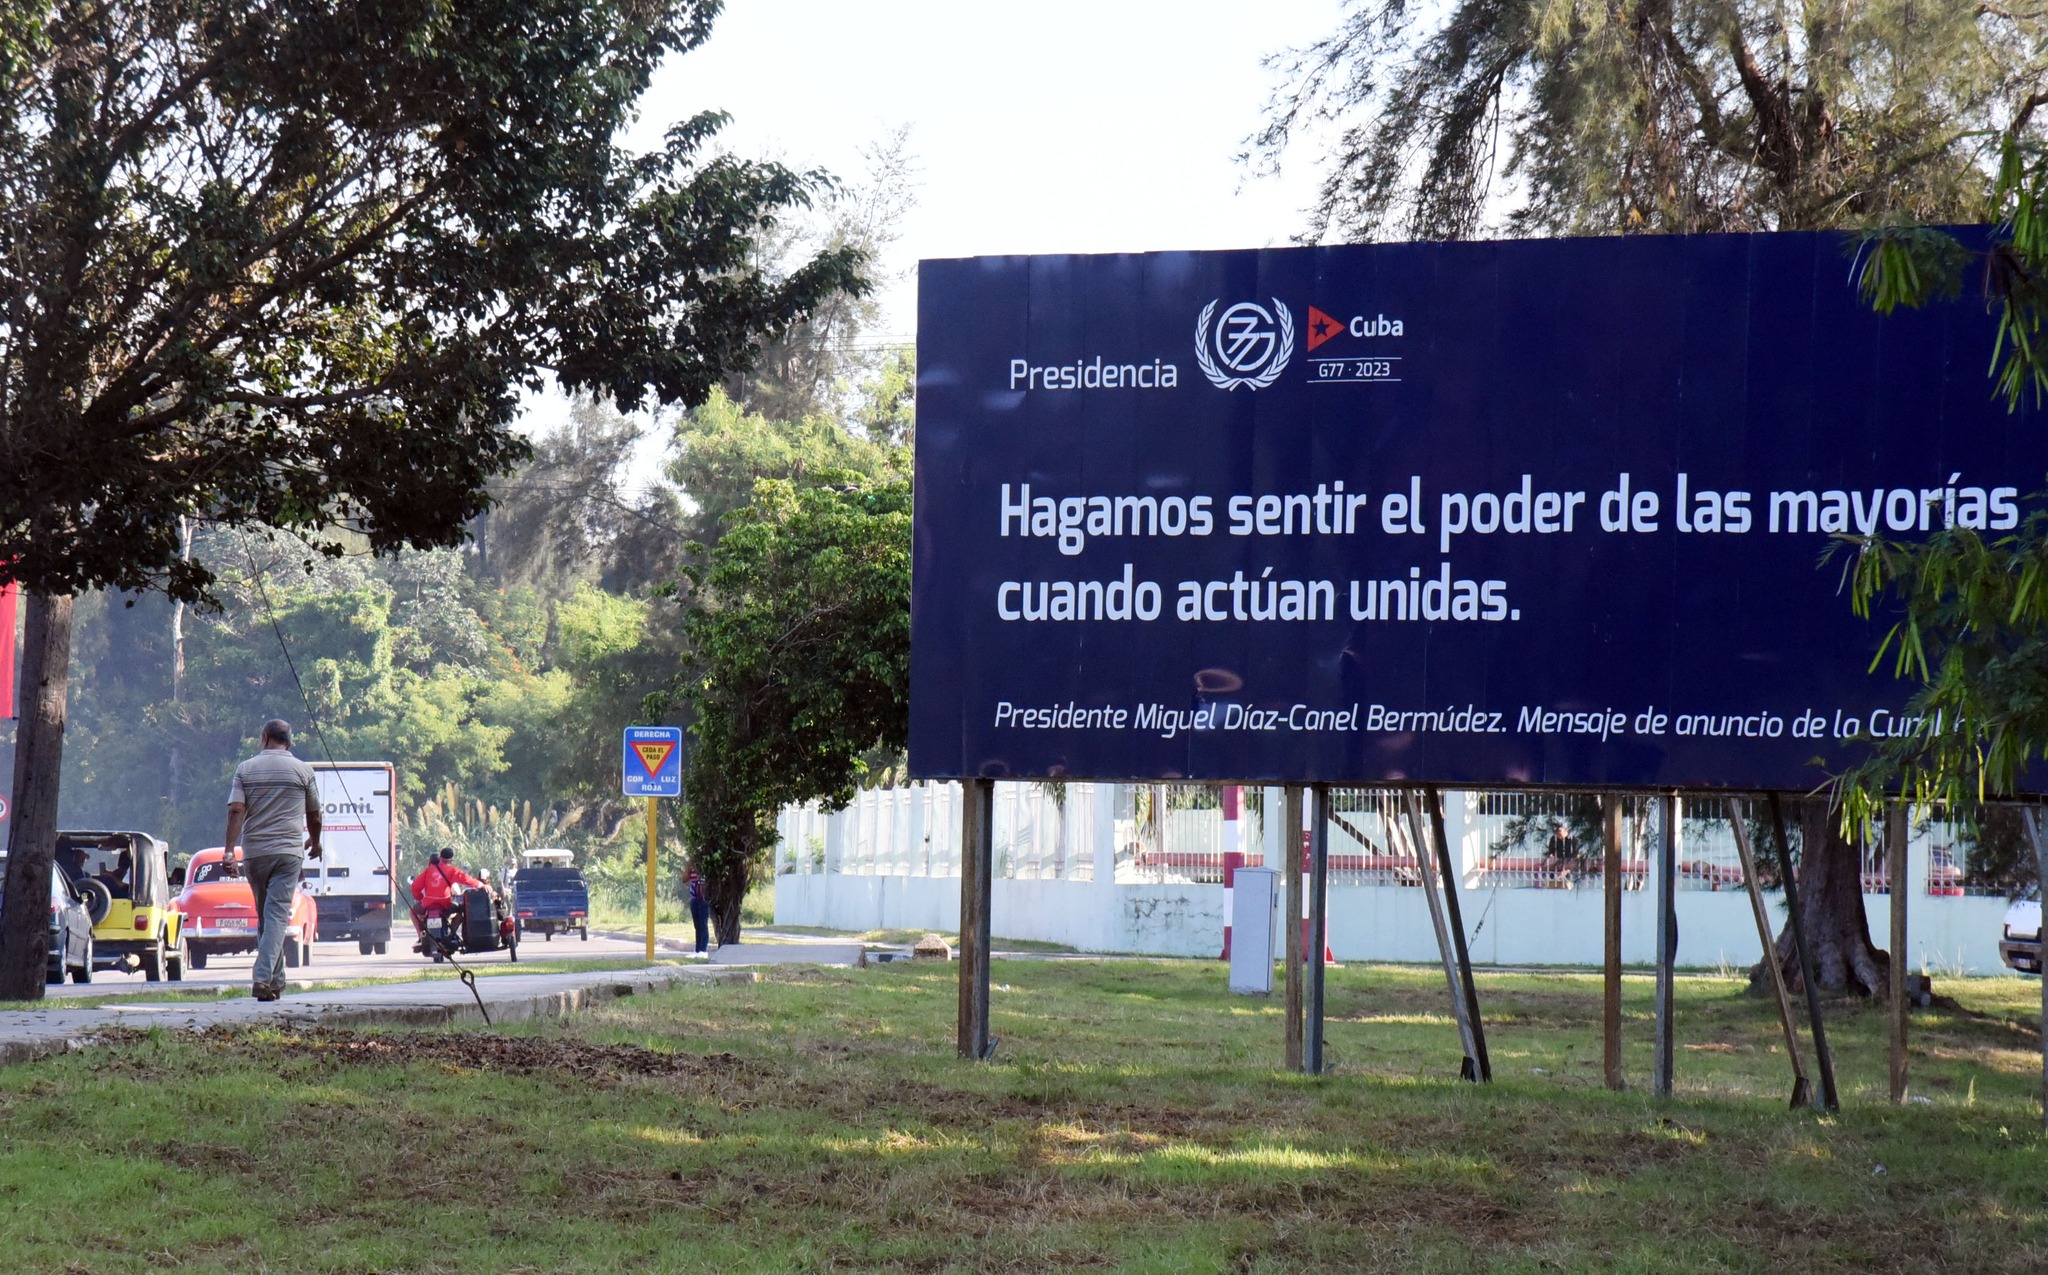 Presidencia
Cuba
G77 · 2023
Hagamos sentir el poder de las mayorías
cuando actúan unidas.
Presidente Miguel Díaz-Canel Bermúdez. Mensaje de anuncio de la
DERECHA
CEDA EL
PASO
CON LUZ
ROJA